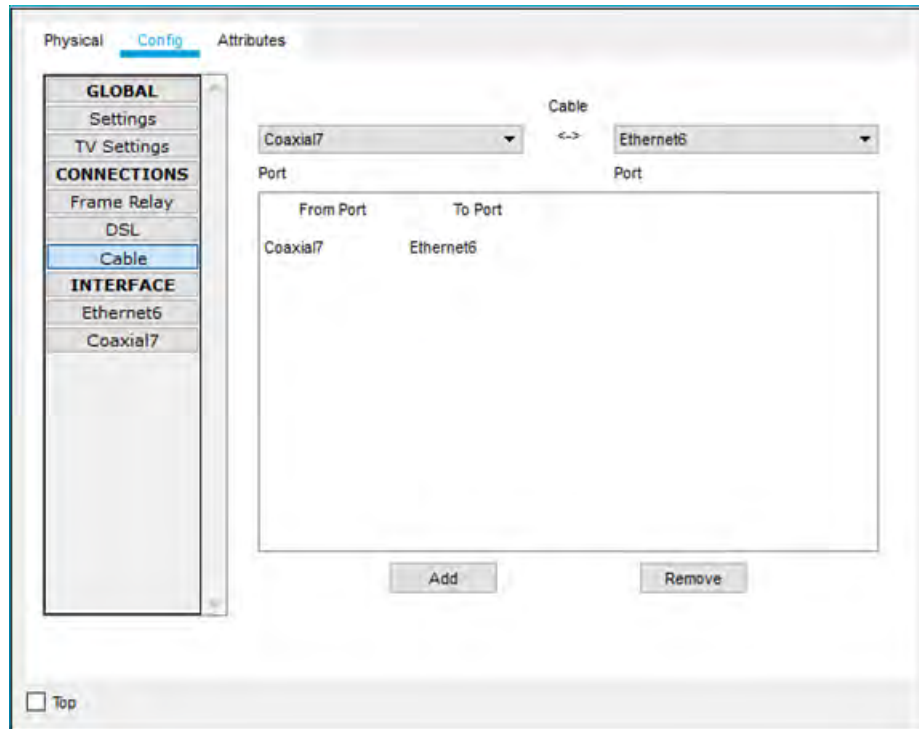 Physical Config Attributes
GLOBAL
Settings
TV Settings
CONNECTIONS
Frame Relay
DSL
Cable
INTERFACE
Ethernet6
Coaxial7
Cable
Coaxial7 <--> Ethernet6
Port Port
From Port To Port
Coaxial7 Ethernet6
Add Remove
Top